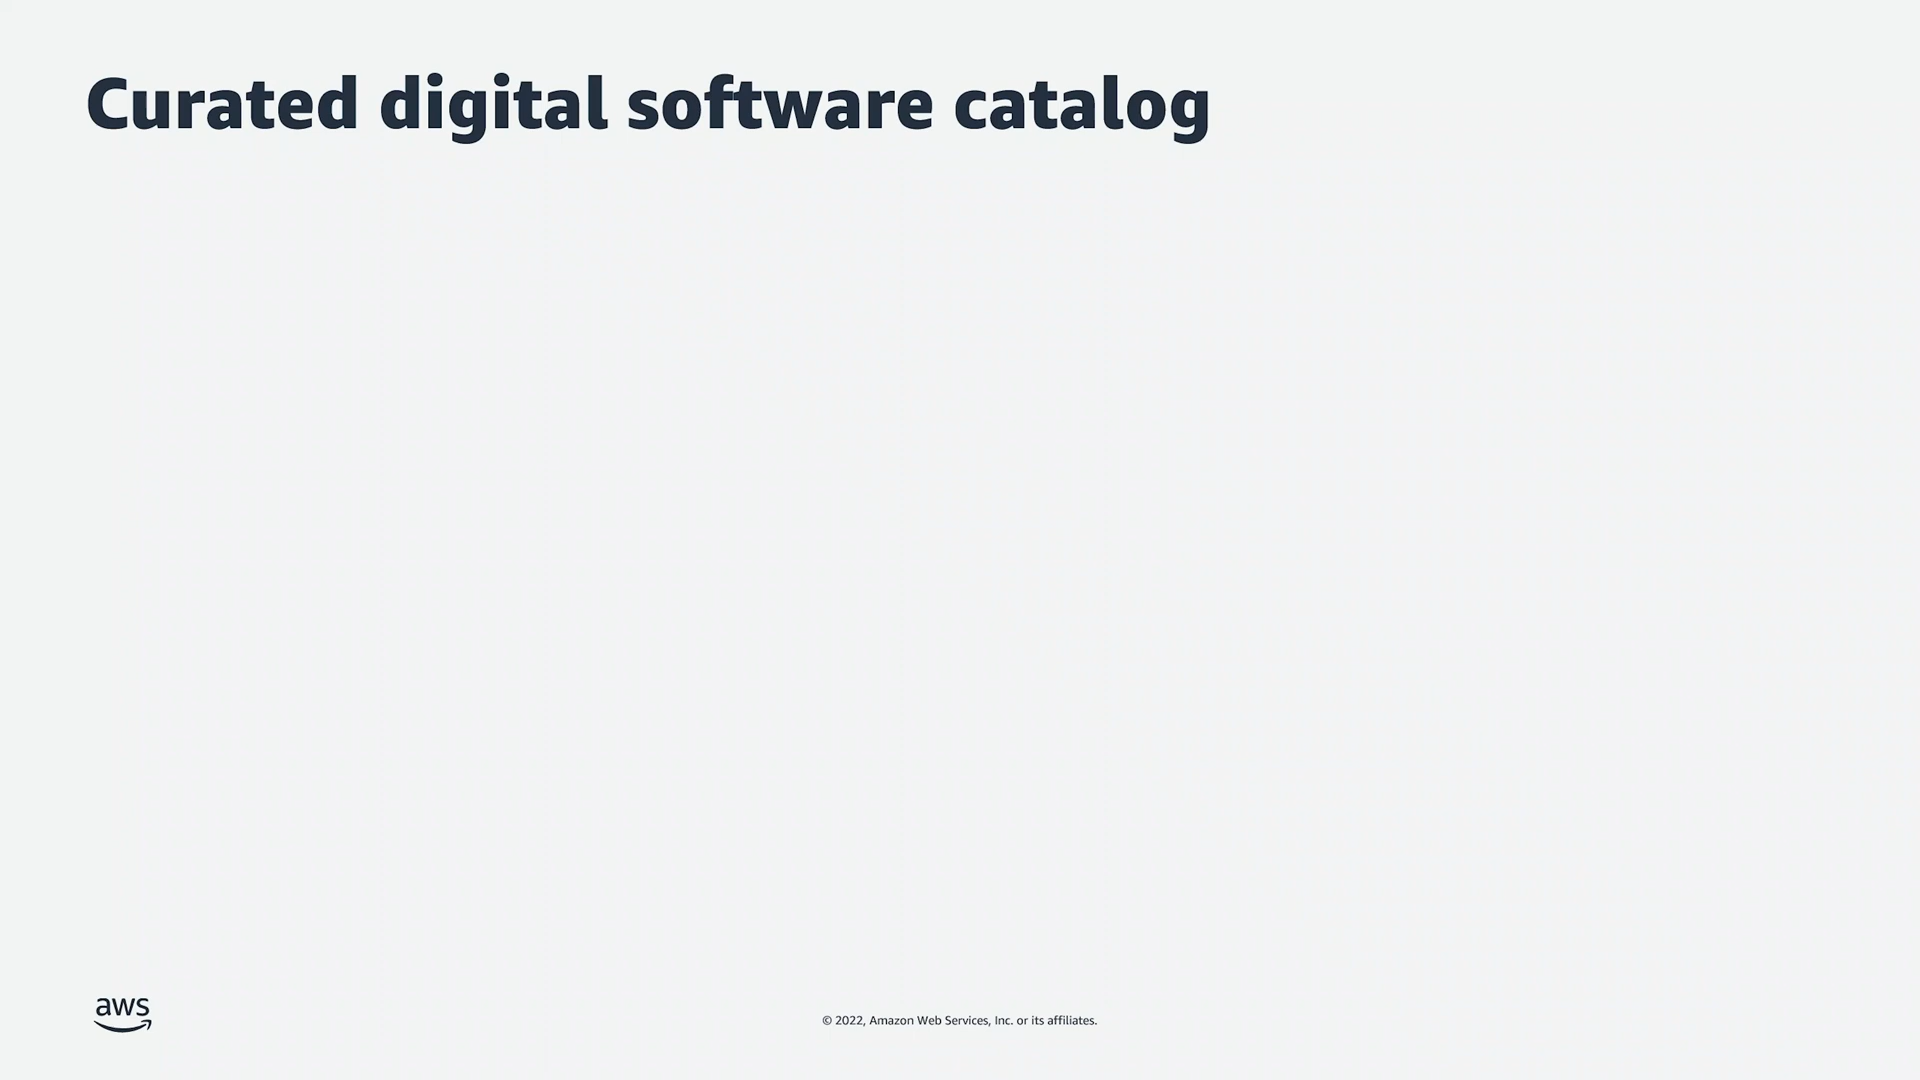 Curated digital software catalog
aws
© 2022, Amazon Web Services, Inc. or its affiliates.